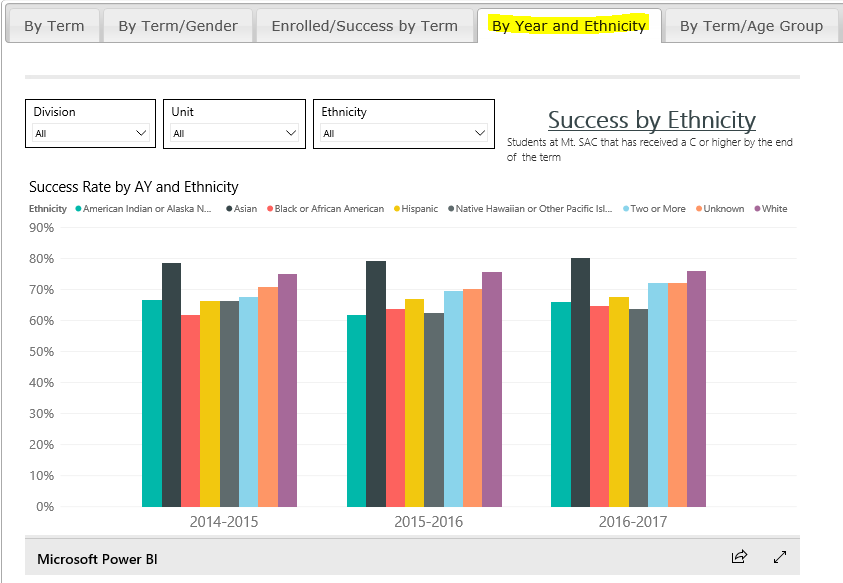 By Term By Term/Gender Enrolled/Success by Term By Year and Ethnicity By Term/Age Group
Division Unit Ethnicity
All All All
Success by Ethnicity
Students at Mt. SAC that has received a C or higher by the end
of the term
Success Rate by AY and Ethnicity
Ethnicity American Indian or Alaska N... Asian Black or African American Hispanic Native Hawaiian or Other Pacific Isl... Two or More Unknown White
90%
80%
70%
60%
50%
40%
30%
20%
10%
0%
2014-2015 2015-2016 2016-2017
Microsoft Power BI